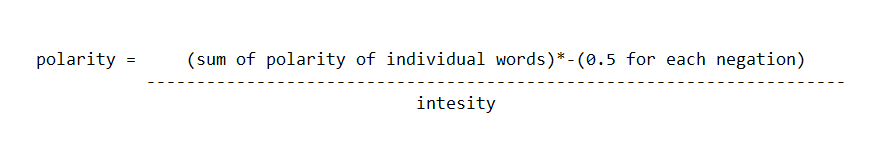 polarity = (sum of polarity of individual words)*-(0.5 for each negation)
----------------------------------------------------------------------
intesity